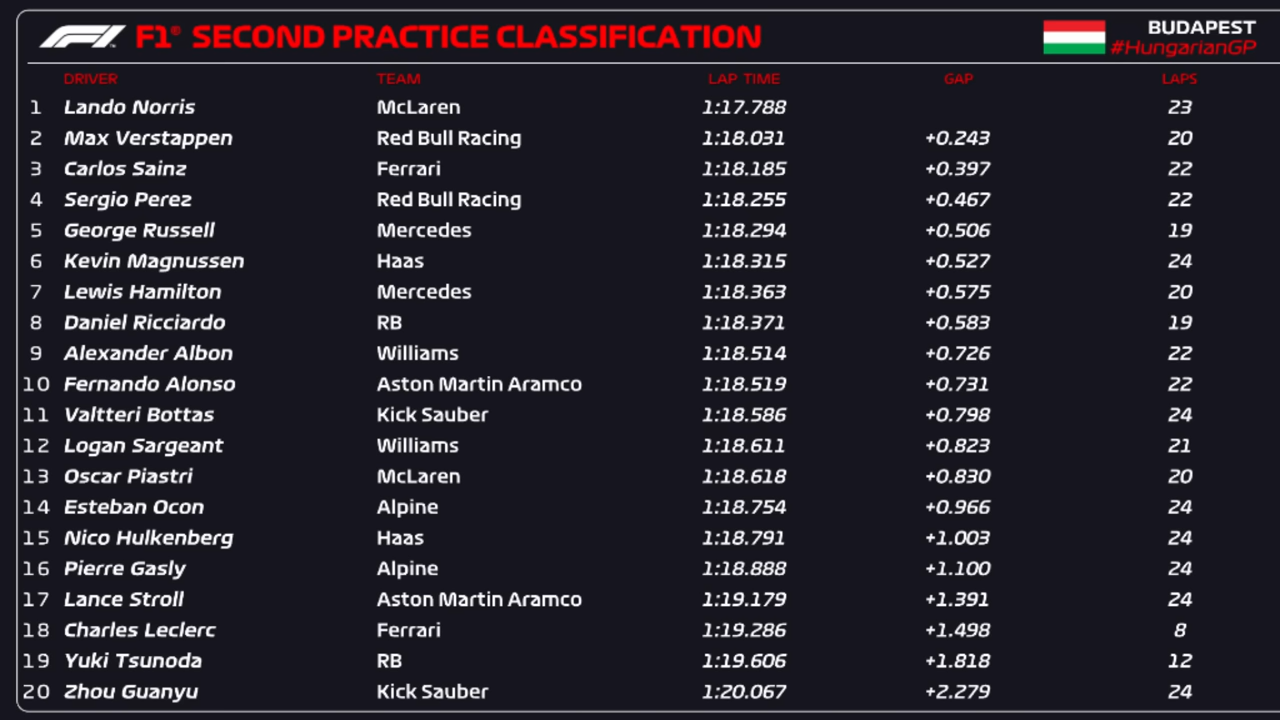 F1® SECOND PRACTICE CLASSIFICATION BUDAPEST
#HungarianGP
DRIVER TEAM LAP TIME GAP LAPS
1 Lando Norris McLaren 1:17.788 23
2 Max Verstappen Red Bull Racing 1:18.031 +0.243 20
3 Carlos Sainz Ferrari 1:18.185 +0.397 22
4 Sergio Perez Red Bull Racing 1:18.255 +0.467 22
5 George Russell Mercedes 1:18.294 +0.506 19
6 Kevin Magnussen Haas 1:18.315 +0.527 24
7 Lewis Hamilton Mercedes 1:18.363 +0.575 20
8 Daniel Ricciardo RB 1:18.371 +0.583 19
9 Alexander Albon Williams 1:18.514 +0.726 22
10 Fernando Alonso Aston Martin Aramco 1:18.519 +0.731 22
11 Valtteri Bottas Kick Sauber 1:18.586 +0.798 24
12 Logan Sargeant Williams 1:18.611 +0.823 21
13 Oscar Piastri McLaren 1:18.618 +0.830 20
14 Esteban Ocon Alpine 1:18.754 +0.966 24
15 Nico Hulkenberg Haas 1:18.791 +1.003 24
16 Pierre Gasly Alpine 1:18.888 +1.100 24
17 Lance Stroll Aston Martin Aramco 1:19.179 +1.391 24
18 Charles Leclerc Ferrari 1:19.286 +1.498 8
19 Yuki Tsunoda RB 1:19.606 +1.818 12
20 Zhou Guanyu Kick Sauber 1:20.067 +2.279 24